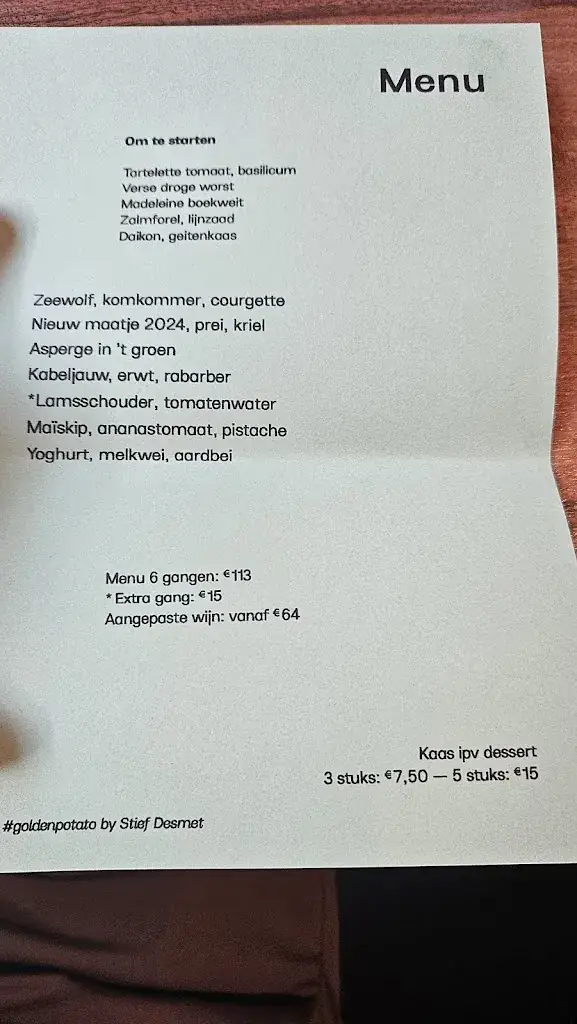 Menu
Om te starten
Tartelette tomaat, basilicum
Verse droge worst
Madeleine boekweit
Zalmforel, lijnzaad
Daikon, geitenkaas
Zeewolf, komkommer, courgette
Nieuw maatje 2024, prei, kriel
Asperge in 't groen
Kabeljauw, erwt, rabarber
*Lamsschouder, tomatenwater
Maïskip, ananastomaat, pistache
Yoghurt, melkwei, aardbei
Menu 6 gangen: €113
* Extra gang: €15
Aangepaste wijn: vanaf €64
Kaas ipv dessert
3 stuks: €7,50 — 5 stuks: €15
#goldenpotato by Stief Desmet